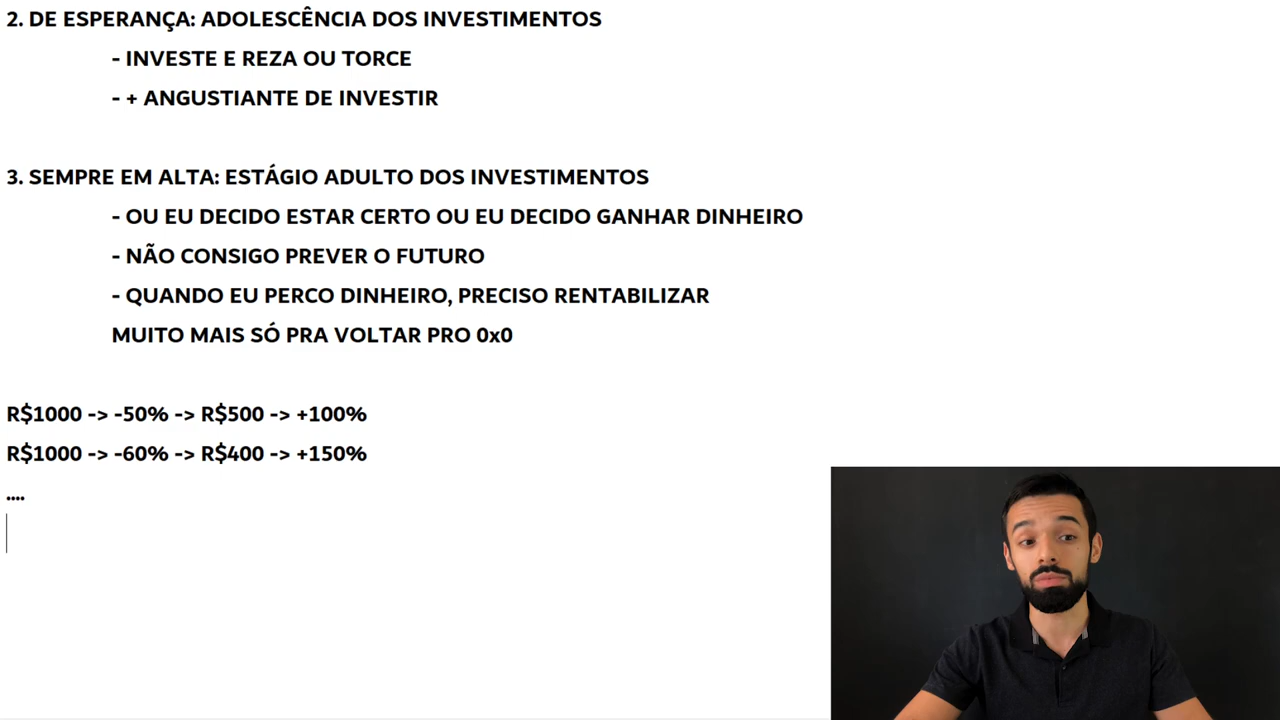 2. DE ESPERANÇA: ADOLESCÊNCIA DOS INVESTIMENTOS
- INVESTE E REZA OU TORCE
- + ANGUSTIANTE DE INVESTIR
3. SEMPRE EM ALTA: ESTÁGIO ADULTO DOS INVESTIMENTOS
- OU EU DECIDO ESTAR CERTO OU EU DECIDO GANHAR DINHEIRO
- NÃO CONSIGO PREVER O FUTURO
- QUANDO EU PERCO DINHEIRO, PRECISO RENTABILIZAR
MUITO MAIS SÓ PRA VOLTAR PRO 0x0
R$1000 -> -50% -> R$500 -> +100%
R$1000 -> -60% -> R$400 -> +150%
....